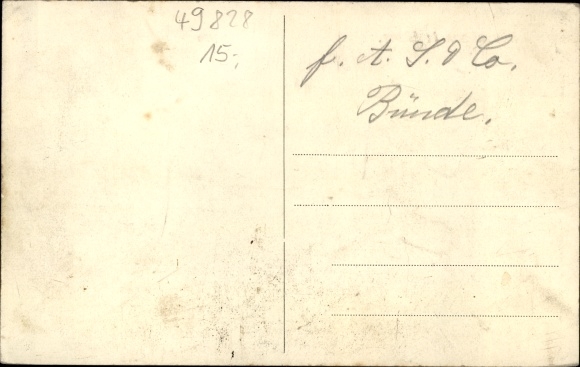 49828
15,-
f. A. S. & Co.
Bünde.